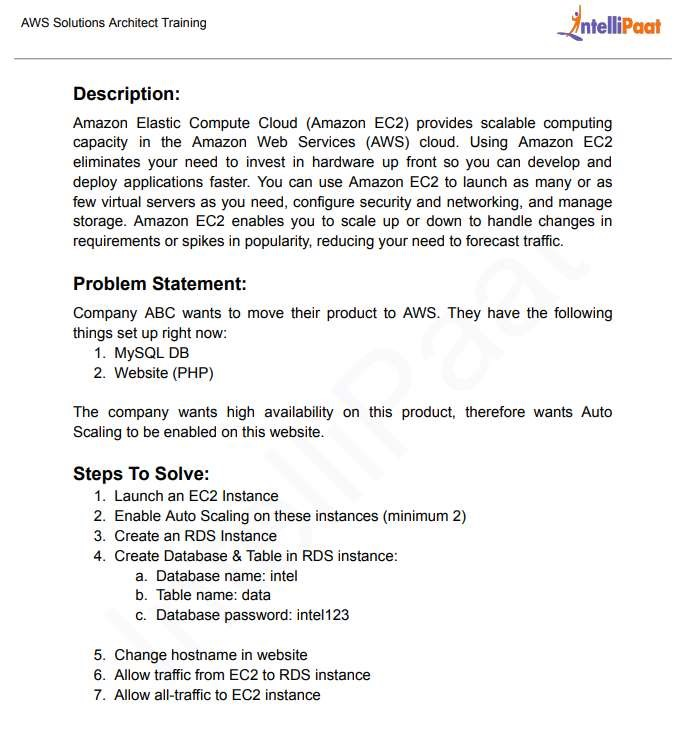 AWS Solutions Architect Training
IntelliPaat
Description:
Amazon Elastic Compute Cloud (Amazon EC2) provides scalable computing
capacity in the Amazon Web Services (AWS) cloud. Using Amazon EC2
eliminates your need to invest in hardware up front so you can develop and
deploy applications faster. You can use Amazon EC2 to launch as many or as
few virtual servers as you need, configure security and networking, and manage
storage. Amazon EC2 enables you to scale up or down to handle changes in
requirements or spikes in popularity, reducing your need to forecast traffic.
Problem Statement:
Company ABC wants to move their product to AWS. They have the following
things set up right now:
1. MySQL DB
2. Website (PHP)
The company wants high availability on this product, therefore wants Auto
Scaling to be enabled on this website.
Steps To Solve:
1. Launch an EC2 Instance
2. Enable Auto Scaling on these instances (minimum 2)
3. Create an RDS Instance
4. Create Database & Table in RDS instance:
a. Database name: intel
b. Table name: data
c. Database password: intel123
5. Change hostname in website
6. Allow traffic from EC2 to RDS instance
7. Allow all-traffic to EC2 instance
IntelliPaat